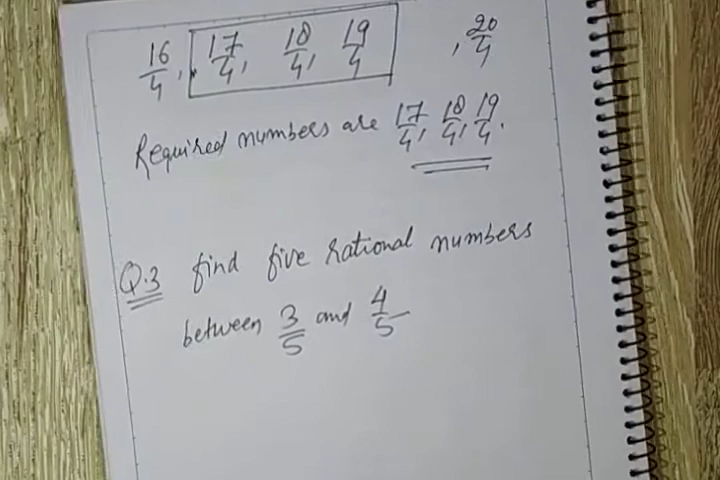 16/4, 17/4, 18/4, 19/4 , 20/4
Required numbers are 17/4, 18/4, 19/4.
Q.3 find five rational numbers
between 3/5 and 4/5